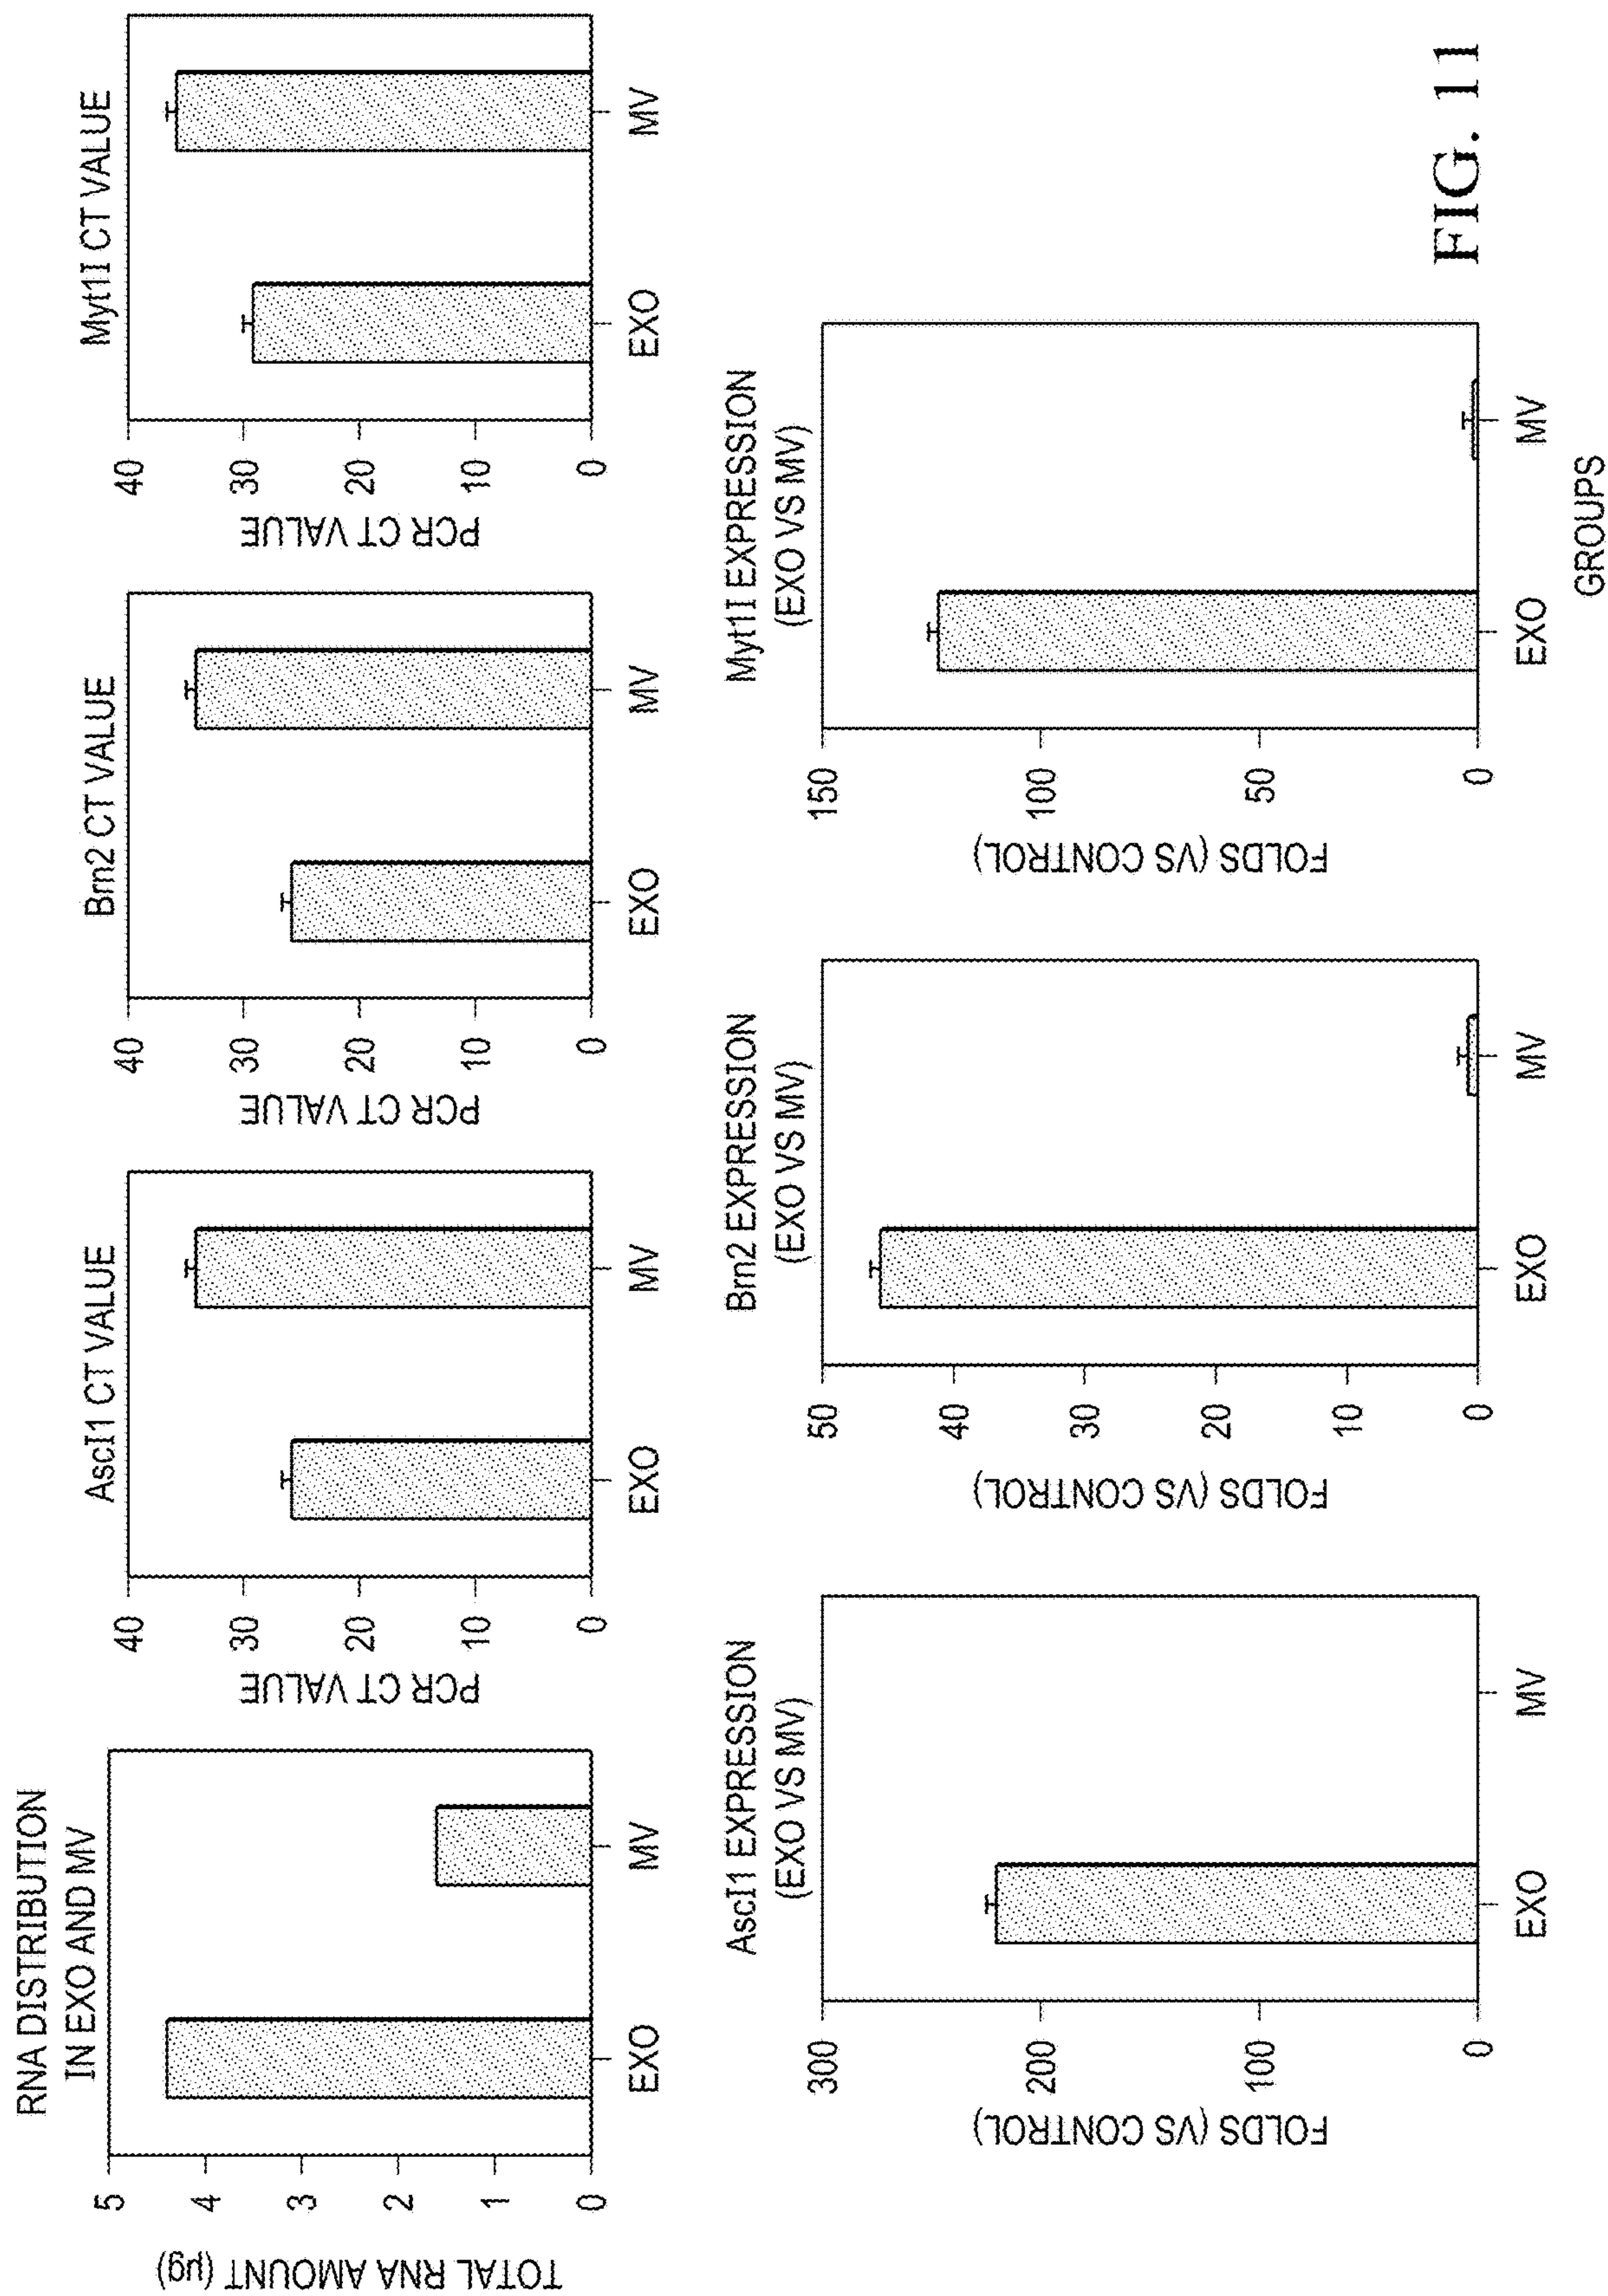 RNA DISTRIBUTION
IN EXO AND MV
TOTAL RNA AMOUNT (µg)
5
4
3
2
1
0
EXO
MV
AscI1 CT VALUE
PCR CT VALUE
40
30
20
10
0
EXO
MV
Brn2 CT VALUE
PCR CT VALUE
40
30
20
10
0
EXO
MV
Myt1I CT VALUE
PCR CT VALUE
40
30
20
10
0
EXO
MV
AscI1 EXPRESSION
(EXO VS MV)
FOLDS (VS CONTROL)
300
200
100
0
EXO
MV
Brn2 EXPRESSION
(EXO VS MV)
FOLDS (VS CONTROL)
50
40
30
20
10
0
EXO
MV
Myt1I EXPRESSION
(EXO VS MV)
FOLDS (VS CONTROL)
150
100
50
0
EXO
MV
GROUPS
FIG. 11